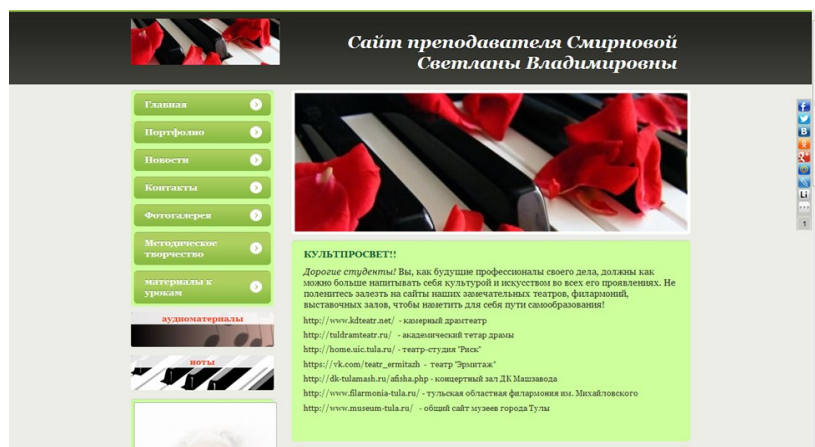 Сайт преподавателя Смирновой
Светланы Владимировны
Главная
Портфолио
Новости
Контакты
Фотогалерея
Методическое
творчество
материалы к
урокам
аудиоматериалы
ноты
КУЛЬТПРОСВЕТ!!
Дорогие студенты! Вы, как будущие профессионалы своего дела, должны как
можно больше напитывать себя культурой и искусством во всех его проявлениях. Не
поленитесь залезть на сайты наших замечательных театров, филармоний,
выставочных залов, чтобы наметить для себя пути самообразования!
http://www.kdteatr.net/ - камерный драмтеатр
http://tuldramteatr.ru/ - академический тетар драмы
http://home.uic.tula.ru/ - театр-студия "Риск"
https://vk.com/teatr_ermitazh - театр "Эрмитаж"
http://dk-tulamash.ru/afisha.php - концертный зал ДК Машзавода
http://www.filarmonia-tula.ru/ - тульская областная филармония им. Михайловского
http://www.museum-tula.ru/ - общий сайт музеев города Тулы
f
B
g+
Li
1